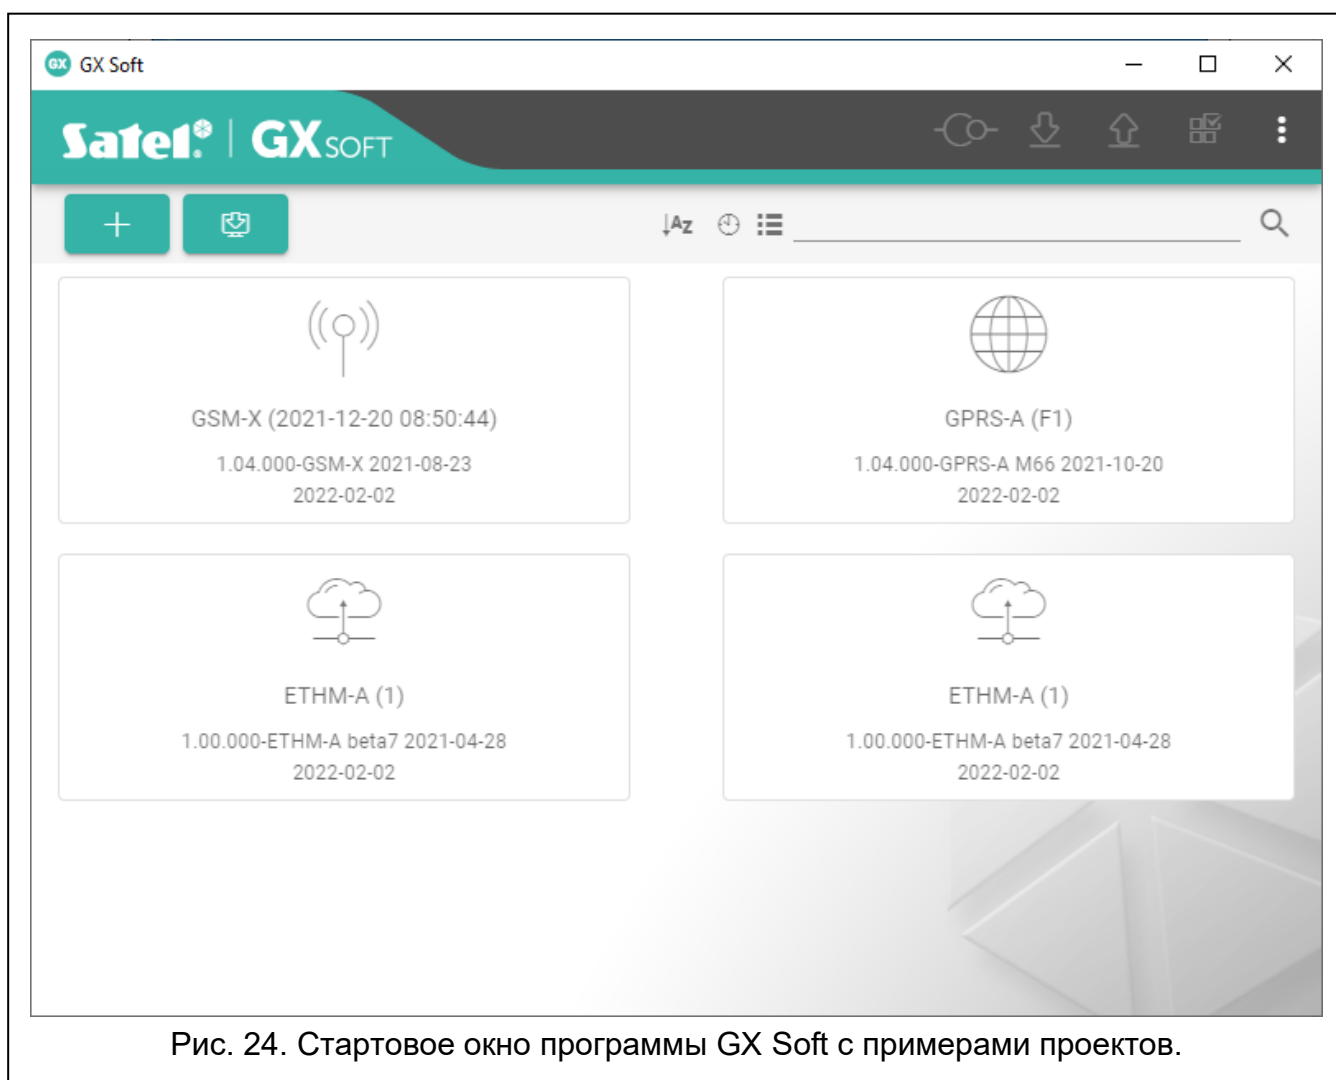 GX GX Soft
Satel.® | GX SOFT
Az
GSM-X (2021-12-20 08:50:44)
1.04.000-GSM-X 2021-08-23
2022-02-02
GPRS-A (F1)
1.04.000-GPRS-A M66 2021-10-20
2022-02-02
ETHM-A (1)
1.00.000-ETHM-A beta7 2021-04-28
2022-02-02
ETHM-A (1)
1.00.000-ETHM-A beta7 2021-04-28
2022-02-02
Рис. 24. Стартовое окно программы GX Soft с примерами проектов.